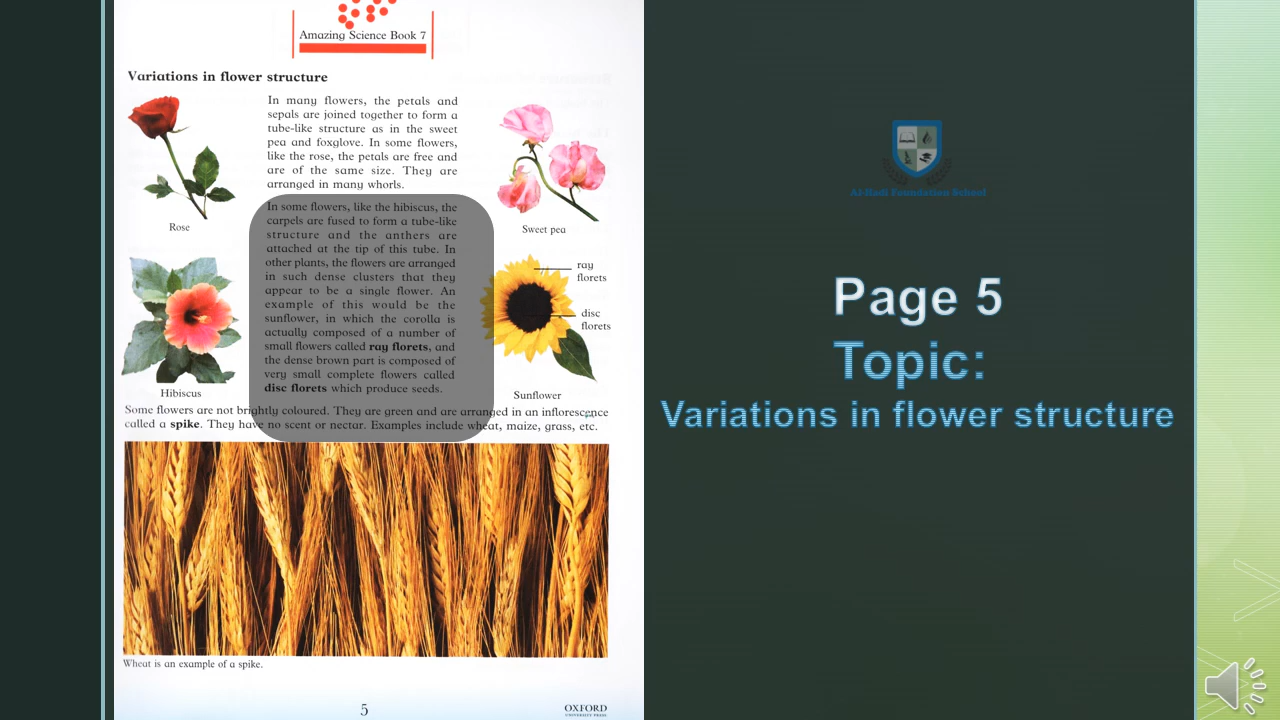 Amazing Science Book 7
Variations in flower structure
In many flowers, the petals and
sepals are joined together to form a
tube-like structure as in the sweet
pea and foxglove. In some flowers,
like the rose, the petals are free and
are of the same size. They are
arranged in many whorls.
Rose
Sweet pea
In some flowers, like the hibiscus, the
carpels are fused to form a tube-like
structure and the anthers are
attached at the tip of this tube. In
other plants, the flowers are arranged
in such dense clusters that they
appear to be a single flower. An
example of this would be the
sunflower, in which the corolla is
actually composed of a number of
small flowers called ray florets, and
the dense brown part is composed of
very small complete flowers called
disc florets which produce seeds.
ray
florets
disc
florets
Hibiscus
Sunflower
Some flowers are not brightly coloured. They are green and are arranged in an inflorescence
called a spike. They have no scent or nectar. Examples include wheat, maize, grass, etc.
Wheat is an example of a spike.
5
OXFORD
UNIVERSITY PRESS
Al-Hadi Foundation School
Page 5
Topic:
Variations in flower structure